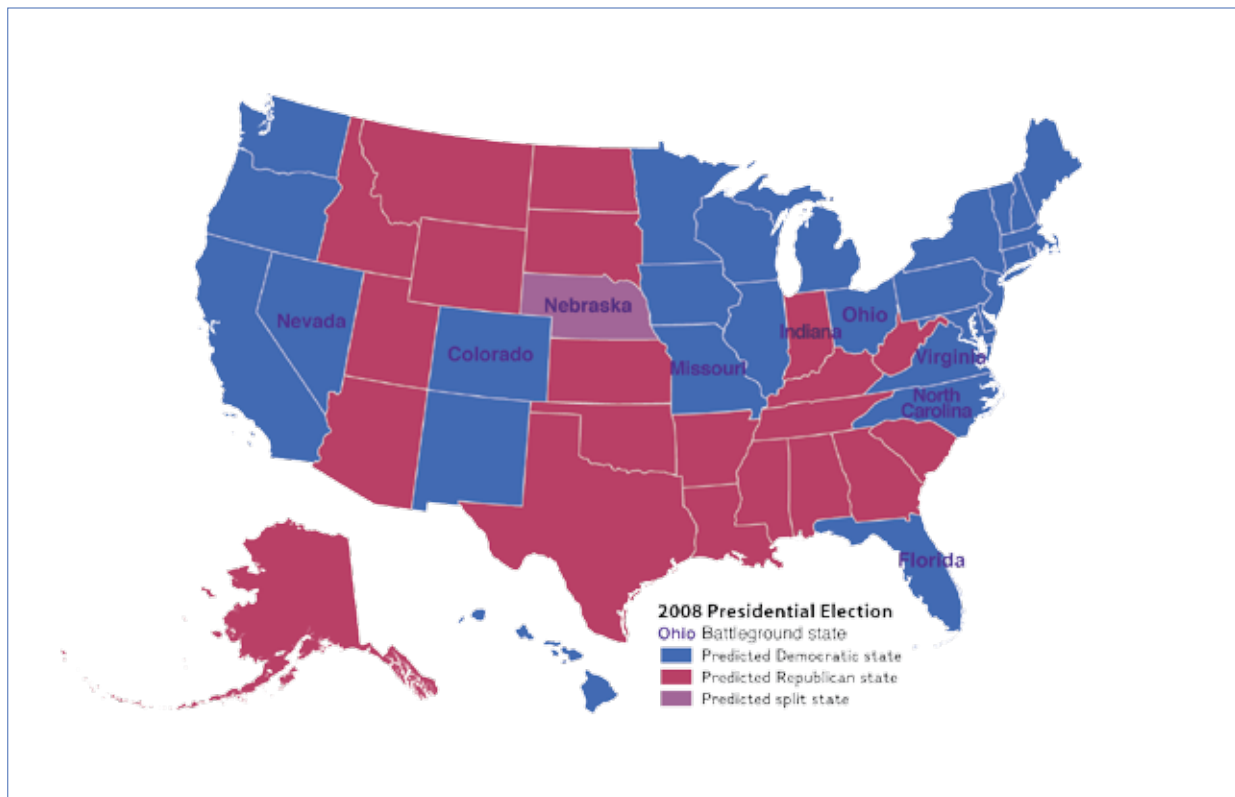 Nebraska
Nevada
Ohio
Indiana
Colorado
Missouri
Virginia
North
Carolina
Florida
2008 Presidential Election
Ohio Battleground state
Predicted Democratic state
Predicted Republican state
Predicted split state